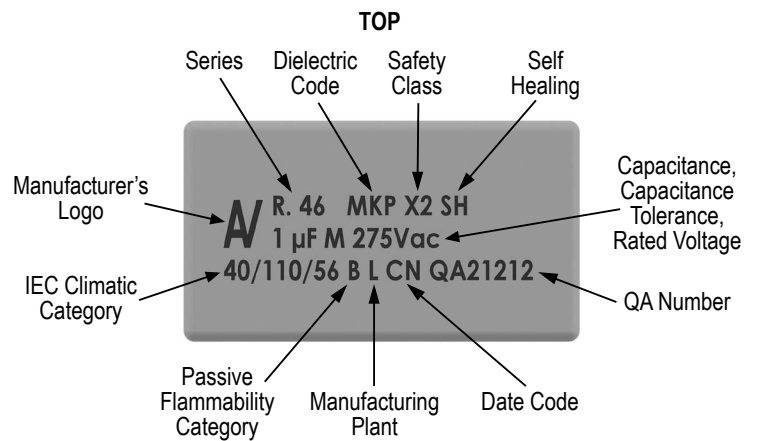 TOP
Series
Dielectric
Code
Safety
Class
Self
Healing
Manufacturer's
Logo
R. 46 MKP X2 SH
1 µF M 275Vac
40/110/56 B L CN QA21212
Capacitance,
Capacitance
Tolerance,
Rated Voltage
IEC Climatic
Category
QA Number
Passive
Flammability
Category
Manufacturing
Plant
Date Code